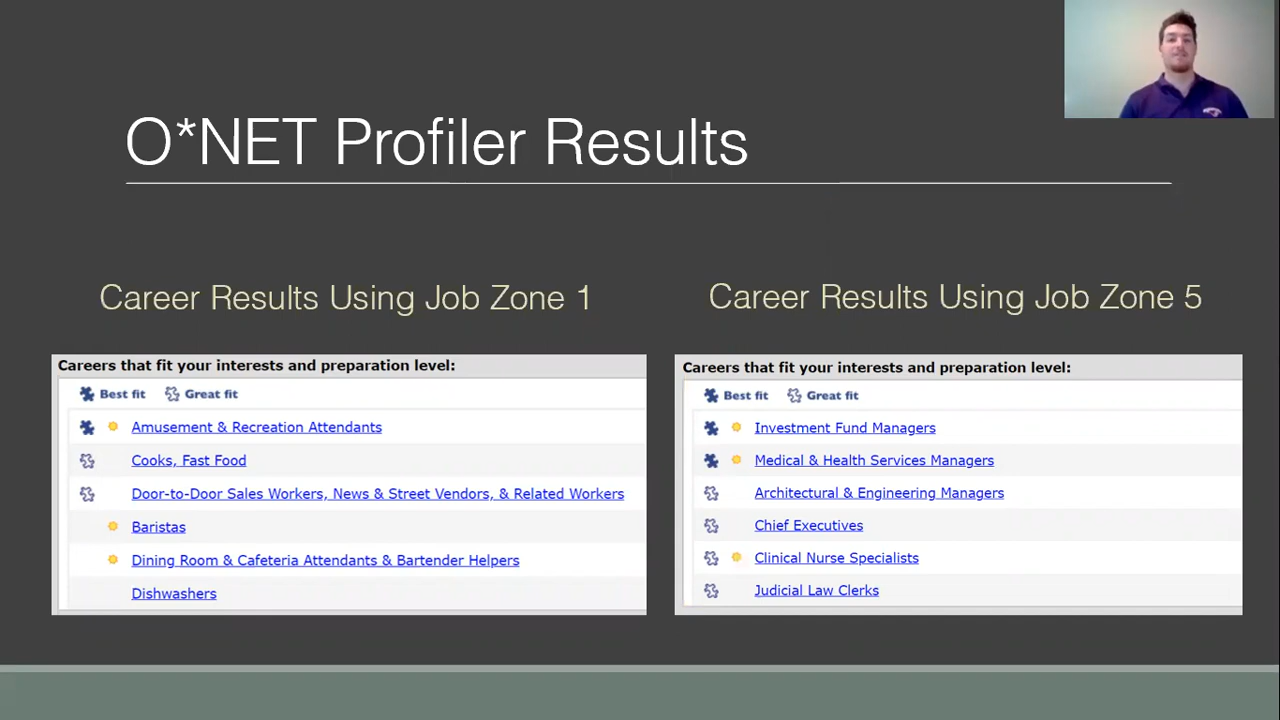 O*NET Profiler Results
Career Results Using Job Zone 1
Careers that fit your interests and preparation level:
Best fit Great fit
Amusement & Recreation Attendants
Cooks, Fast Food
Door-to-Door Sales Workers, News & Street Vendors, & Related Workers
Baristas
Dining Room & Cafeteria Attendants & Bartender Helpers
Dishwashers
Career Results Using Job Zone 5
Careers that fit your interests and preparation level:
Best fit Great fit
Investment Fund Managers
Medical & Health Services Managers
Architectural & Engineering Managers
Chief Executives
Clinical Nurse Specialists
Judicial Law Clerks